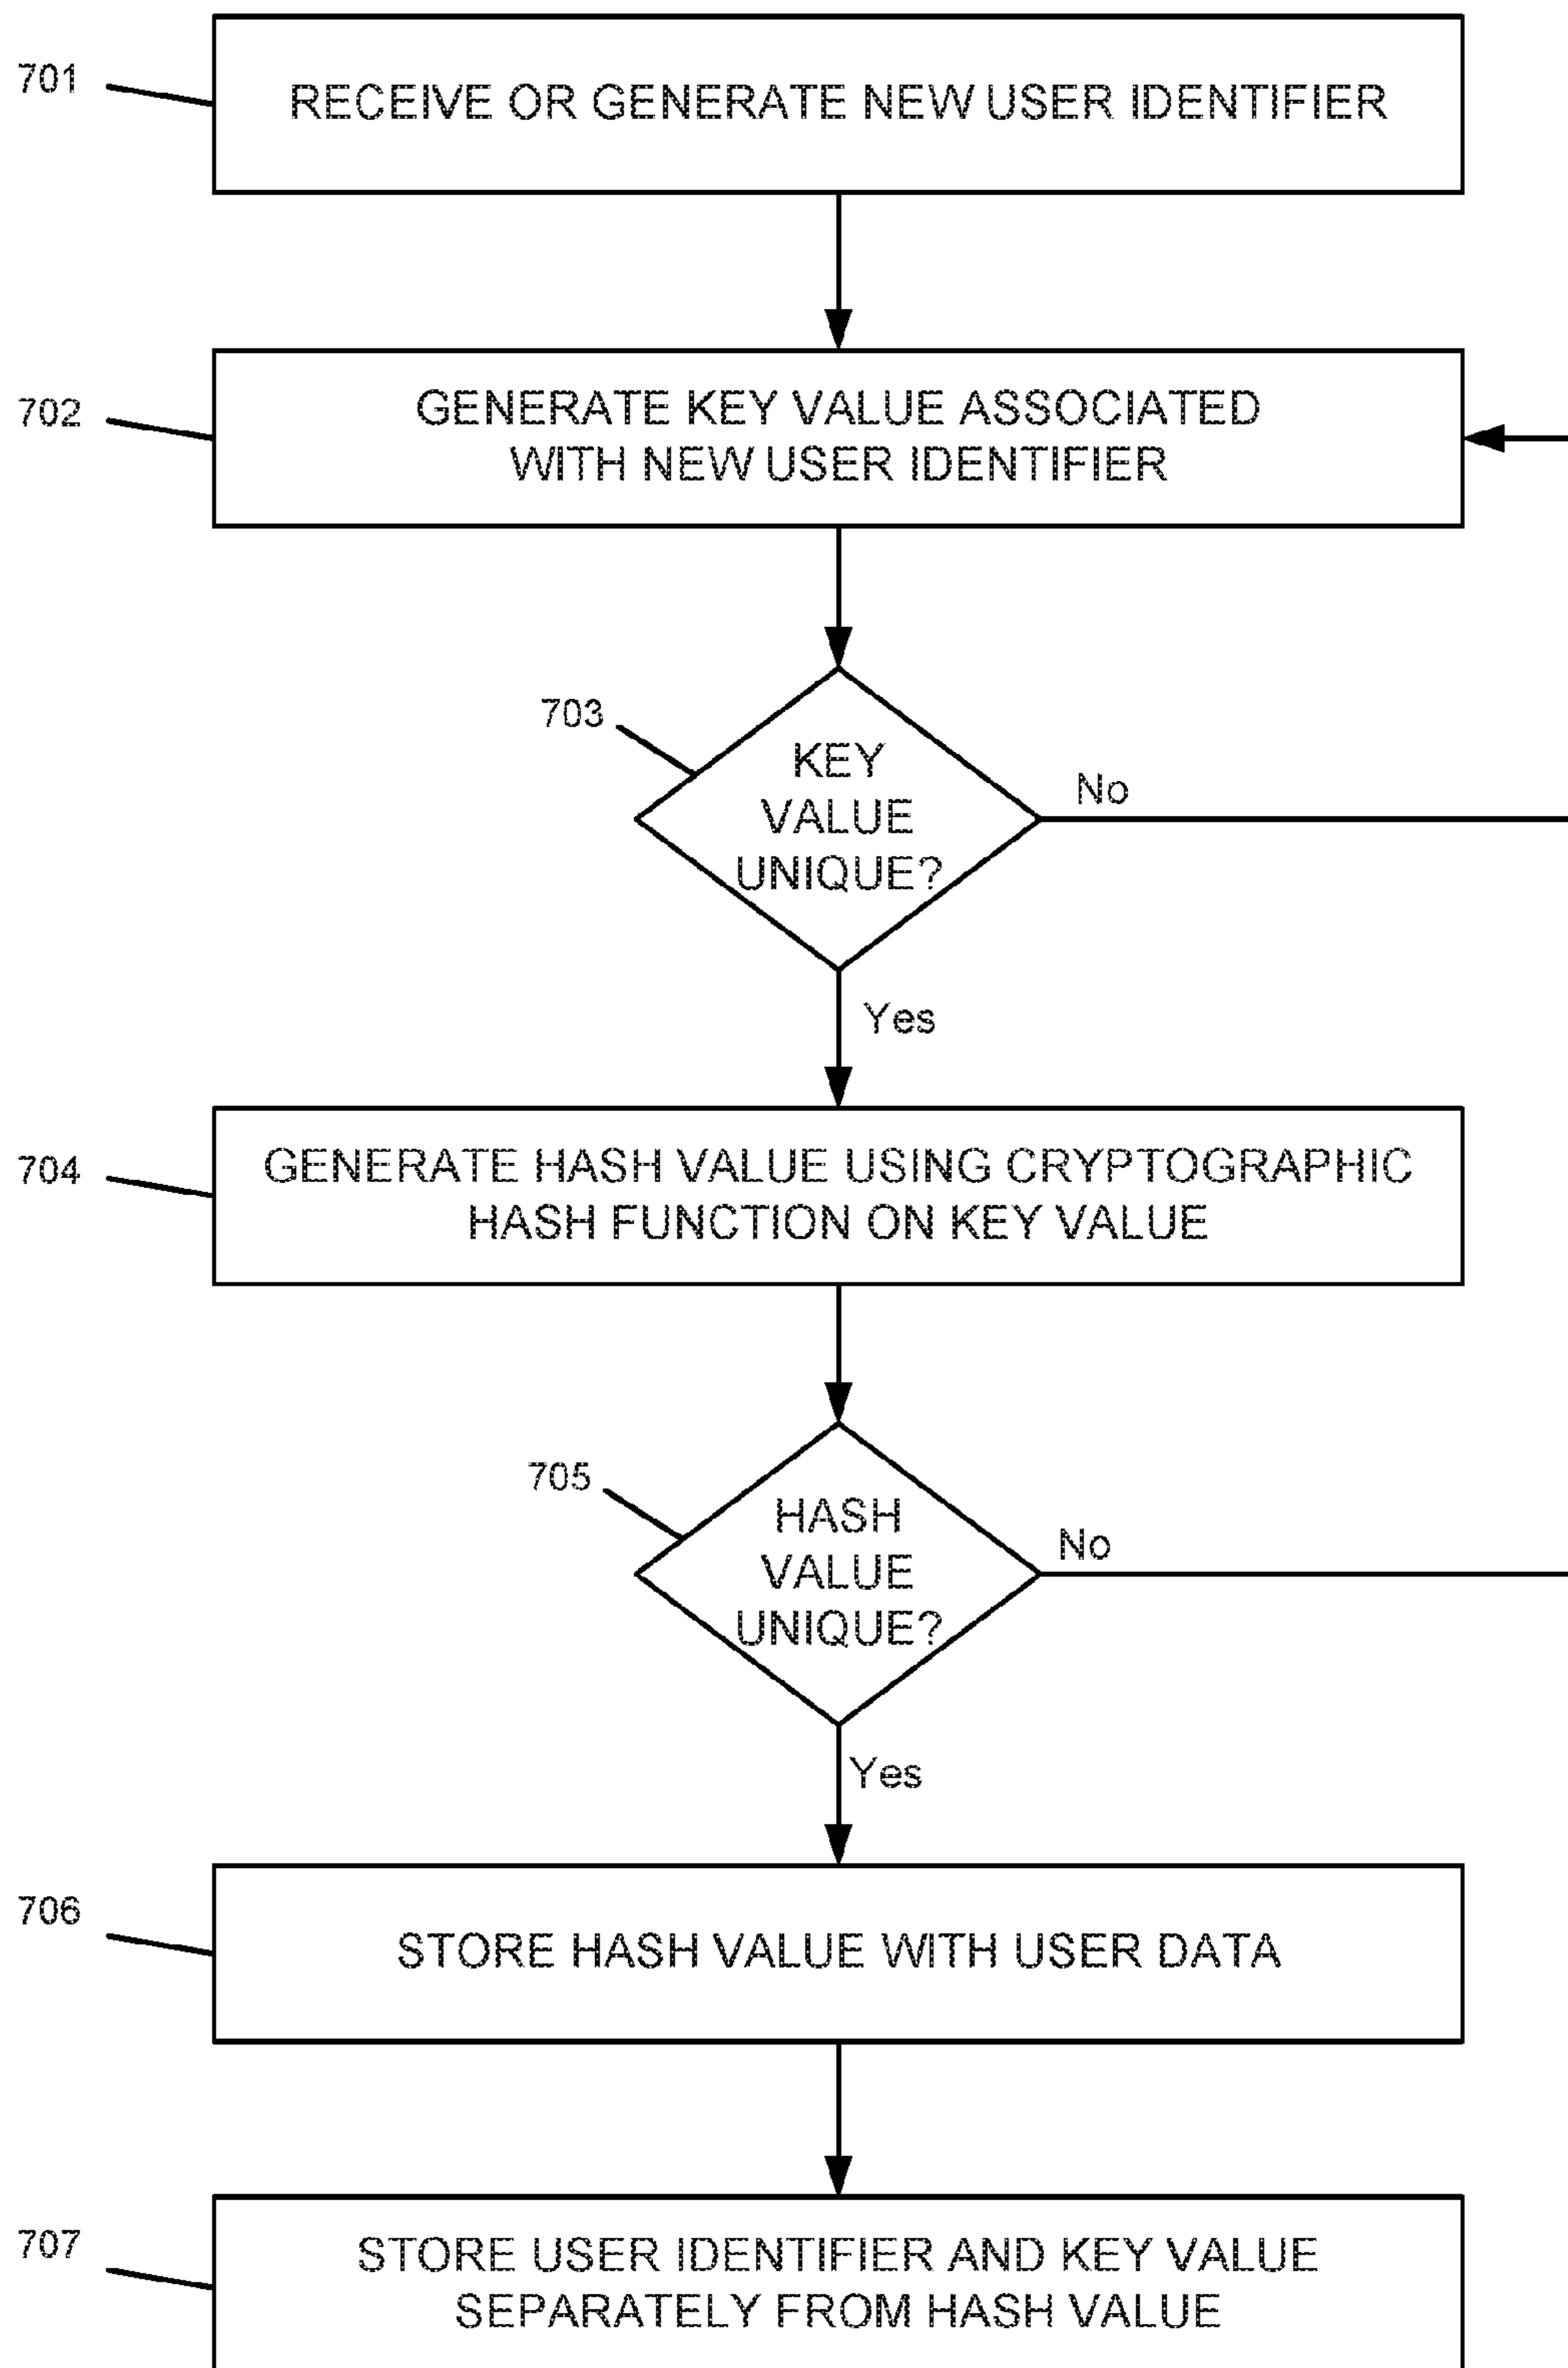 701
RECEIVE OR GENERATE NEW USER IDENTIFIER
702
GENERATE KEY VALUE ASSOCIATED
WITH NEW USER IDENTIFIER
703
KEY
VALUE
UNIQUE?
No
Yes
704
GENERATE HASH VALUE USING CRYPTOGRAPHIC
HASH FUNCTION ON KEY VALUE
705
HASH
VALUE
UNIQUE?
No
Yes
706
STORE HASH VALUE WITH USER DATA
707
STORE USER IDENTIFIER AND KEY VALUE
SEPARATELY FROM HASH VALUE